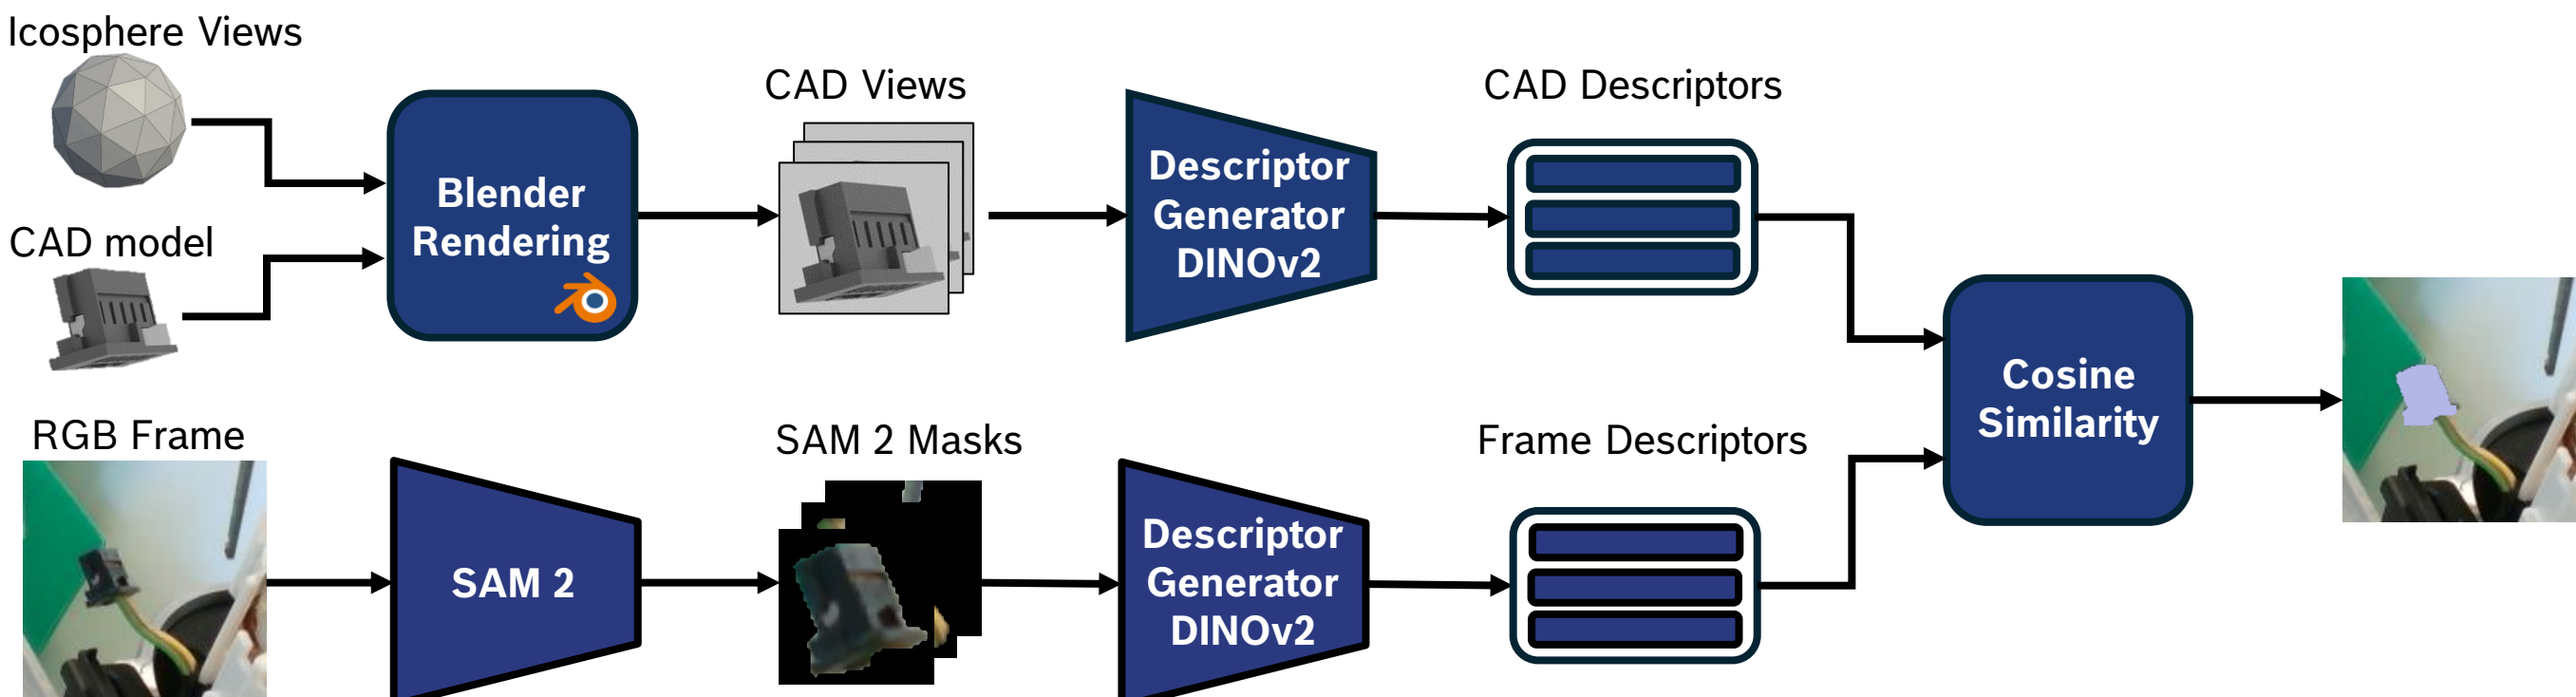 Icosphere Views
CAD model
Blender
Rendering
CAD Views
Descriptor
Generator
DINOv2
CAD Descriptors
RGB Frame
SAM 2
SAM 2 Masks
Descriptor
Generator
DINOv2
Frame Descriptors
Cosine
Similarity